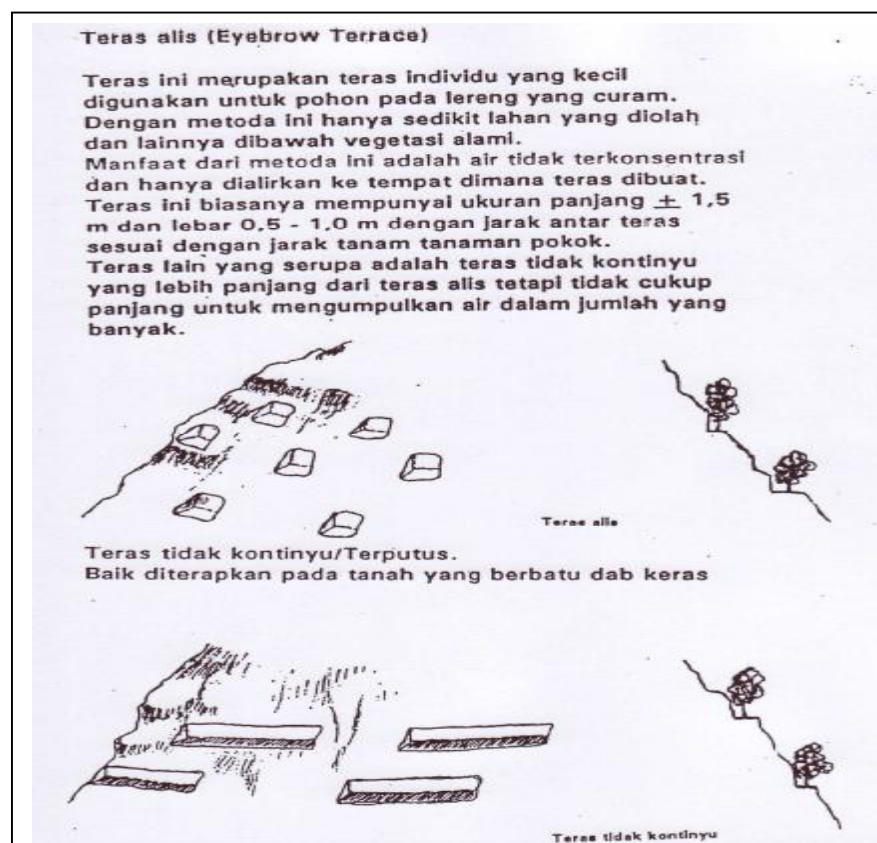 Teras alis (Eyebrow Terrace)
Teras ini merupakan teras individu yang kecil
digunakan untuk pohon pada lereng yang curam.
Dengan metoda ini hanya sedikit lahan yang diolah
dan lainnya dibawah vegetasi alami.
Manfaat dari metoda ini adalah air tidak terkonsentrasi
dan hanya dialirkan ke tempat dimana teras dibuat.
Teras ini biasanya mempunyai ukuran panjang ± 1,5
m dan lebar 0,5 - 1,0 m dengan jarak antar teras
sesuai dengan jarak tanam tanaman pokok.
Teras lain yang serupa adalah teras tidak kontinyu
yang lebih panjang dari teras alis tetapi tidak cukup
panjang untuk mengumpulkan air dalam jumlah yang
banyak.
Teras alis
Teras tidak kontinyu/Terputus.
Baik diterapkan pada tanah yang berbatu dab keras
Teras tidak kontinyu